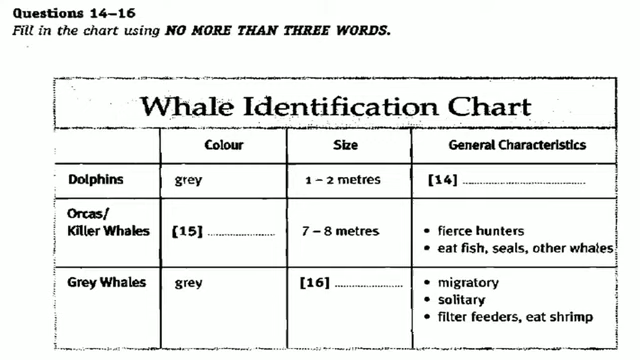 Questions 14–16
Fill in the chart using NO MORE THAN THREE WORDS.
Whale Identification Chart
Colour Size General Characteristics
Dolphins grey 1 – 2 metres [14] ................................
Orcas/
Killer Whales [15] ...................... 7 – 8 metres • fierce hunters
• eat fish, seals, other whales
Grey Whales grey [16] .................. • migratory
• solitary
• filter feeders, eat shrimp